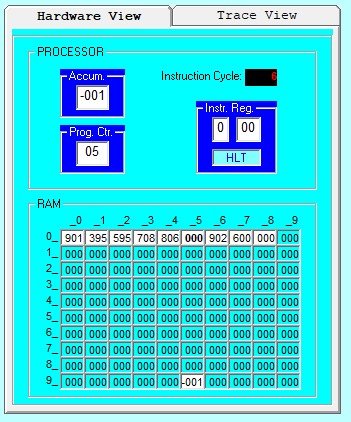 Hardware View Trace View
PROCESSOR
Accum. Instruction Cycle: 6
-001 Instr. Reg.
Prog. Ctr. 0 00
05 HLT
RAM
_0 _1 _2 _3 _4 _5 _6 _7 _8 _9
0_ 901 395 595 708 806 000 902 600 000 000
1_ 000 000 000 000 000 000 000 000 000 000
2_ 000 000 000 000 000 000 000 000 000 000
3_ 000 000 000 000 000 000 000 000 000 000
4_ 000 000 000 000 000 000 000 000 000 000
5_ 000 000 000 000 000 000 000 000 000 000
6_ 000 000 000 000 000 000 000 000 000 000
7_ 000 000 000 000 000 000 000 000 000 000
8_ 000 000 000 000 000 000 000 000 000 000
9_ 000 000 000 000 000 -001 000 000 000 000